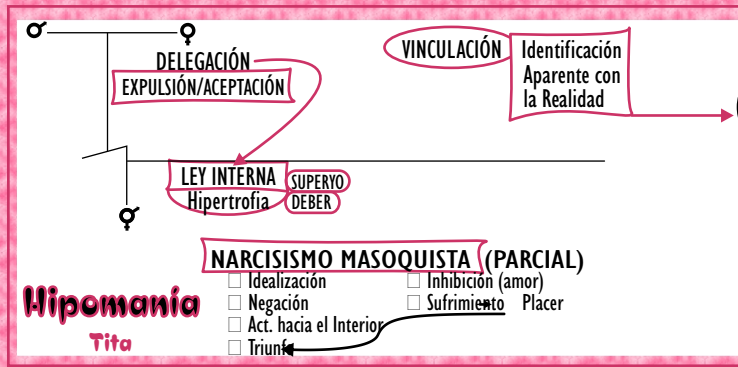 DELEGACIÓN
EXPULSIÓN/ACEPTACIÓN
VINCULACIÓN
Identificación
Aparente con
la Realidad
LEY INTERNA
Hipertrofia
SUPERYO
DEBER
NARCISISMO MASOQUISTA (PARCIAL)
Idealización
Negación
Act. hacia el Interior
Triunfo
Inhibición (amor)
Sufrimiento Placer
Hipomanía
Tita